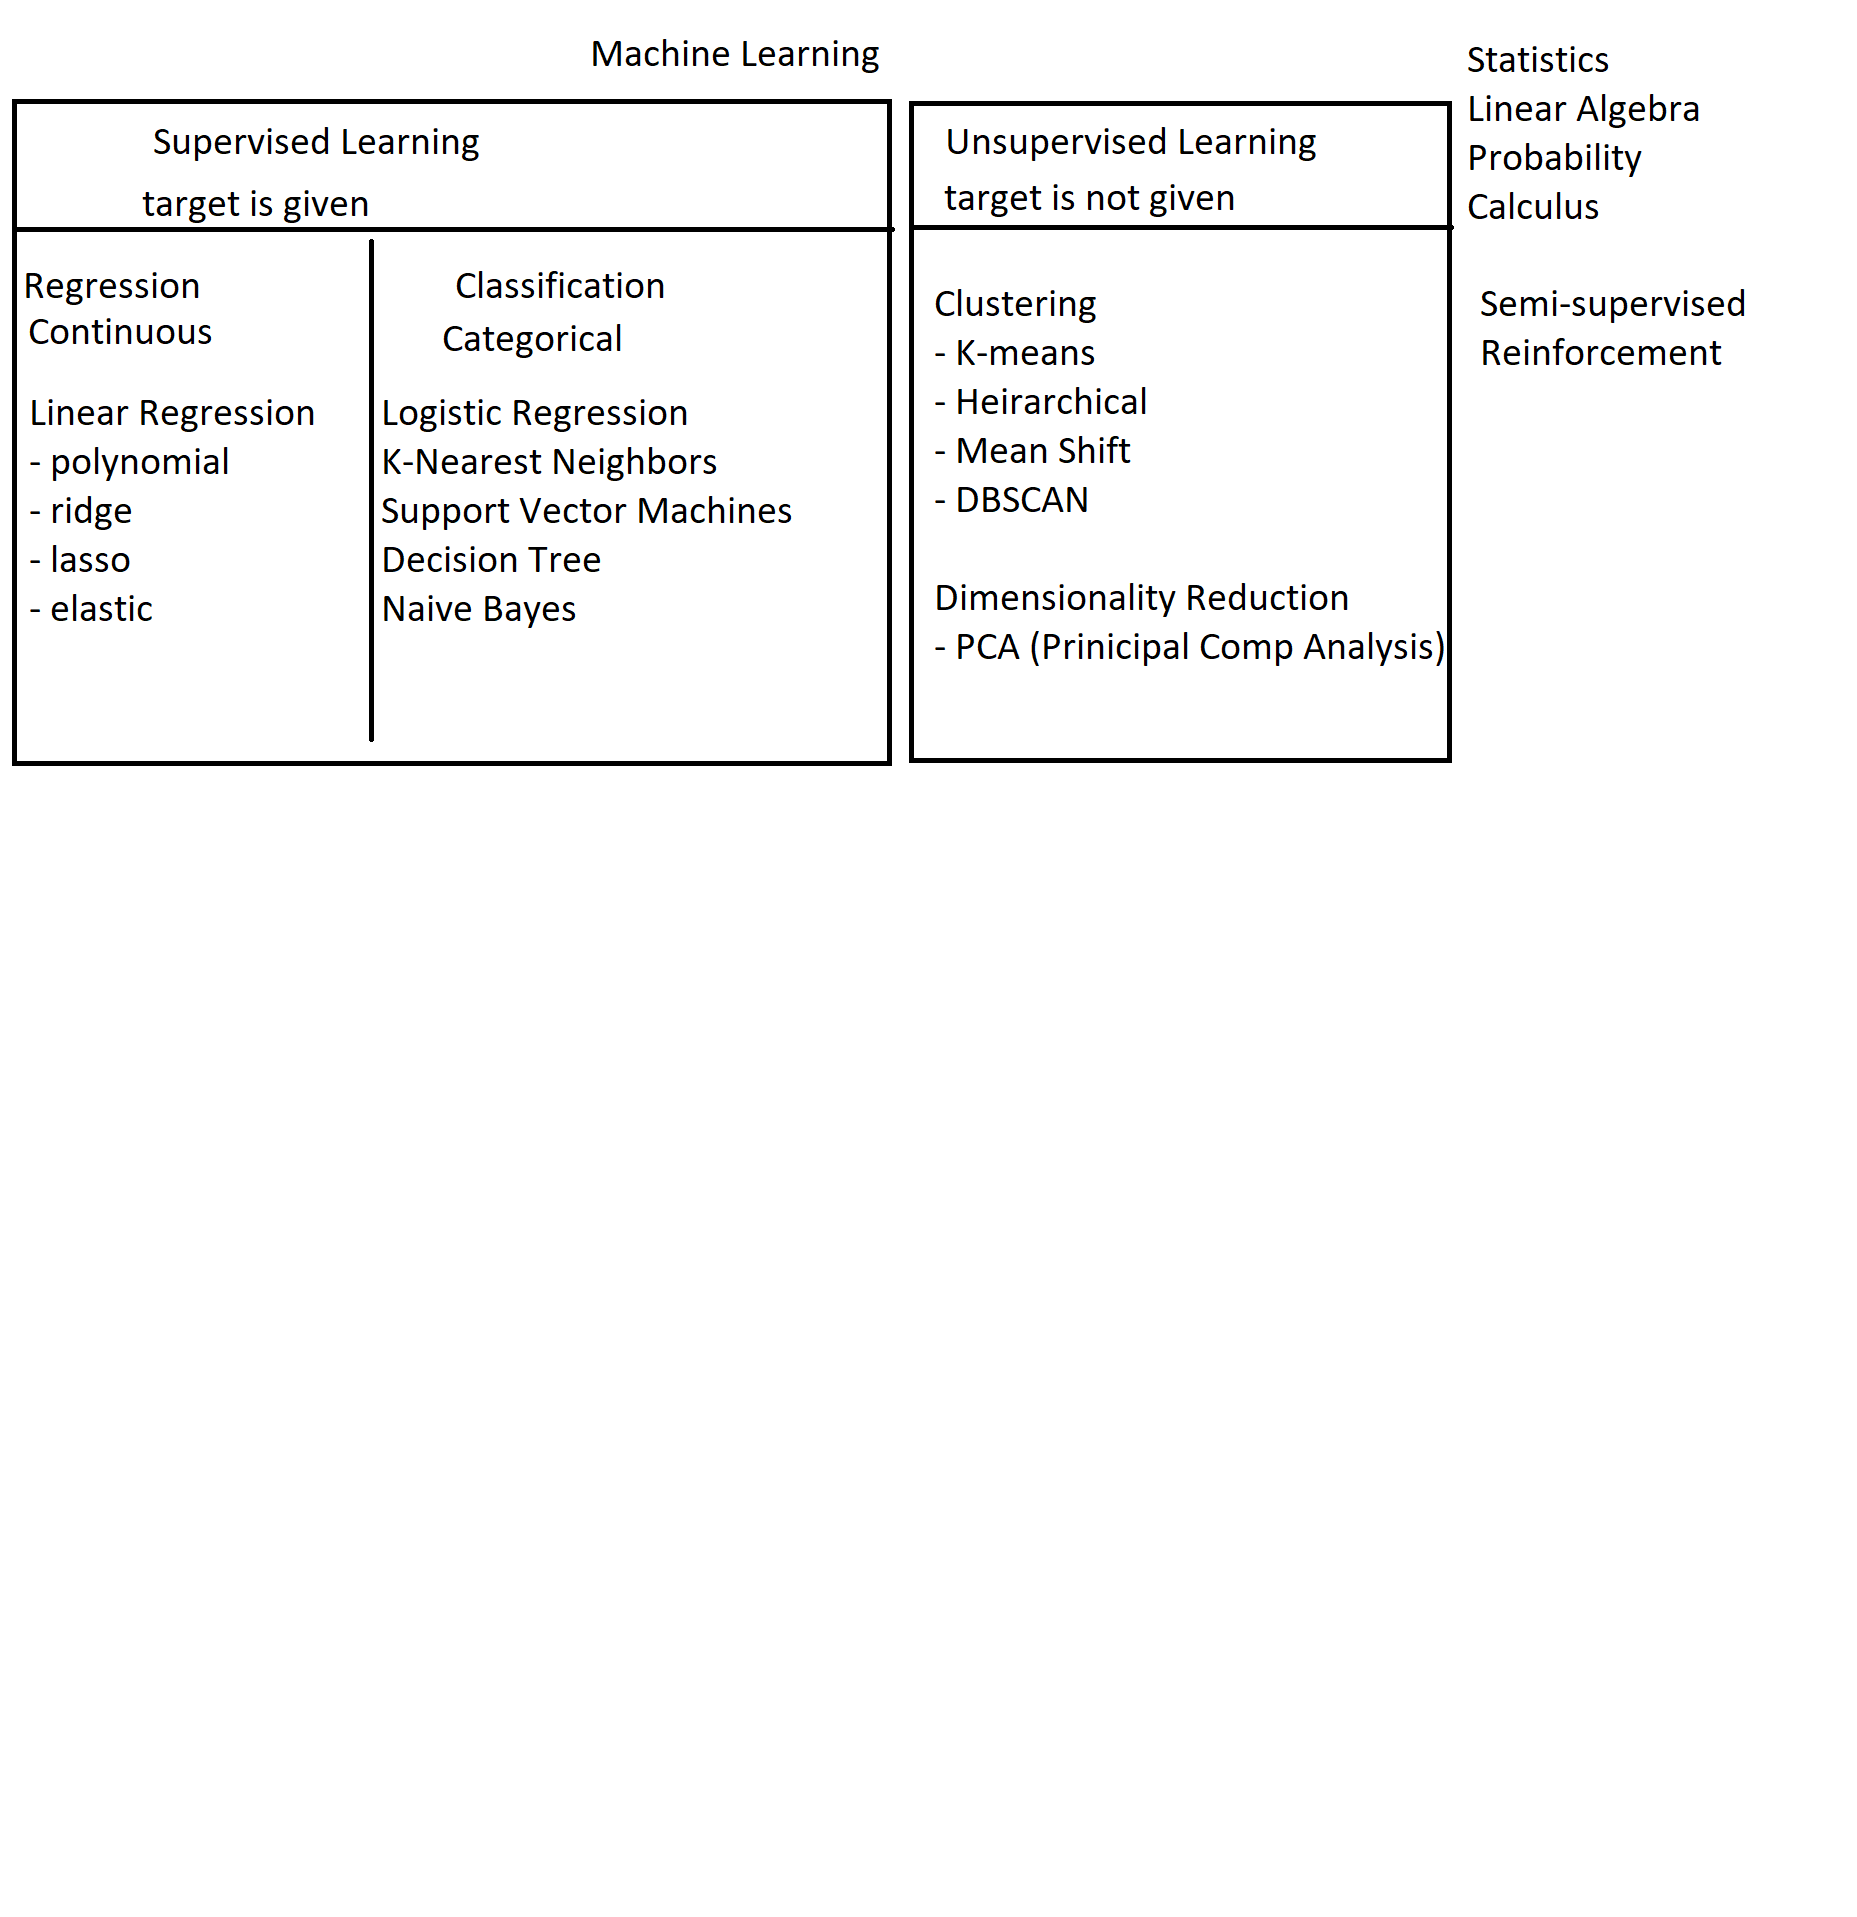 Machine Learning
Supervised Learning
target is given
Regression
Continuous
Linear Regression
- polynomial
- ridge
- lasso
- elastic
Classification
Categorical
Logistic Regression
K-Nearest Neighbors
Support Vector Machines
Decision Tree
Naive Bayes
Unsupervised Learning
target is not given
Clustering
- K-means
- Heirarchical
- Mean Shift
- DBSCAN
Dimensionality Reduction
- PCA (Prinicipal Comp Analysis)
Statistics
Linear Algebra
Probability
Calculus
Semi-supervised
Reinforcement